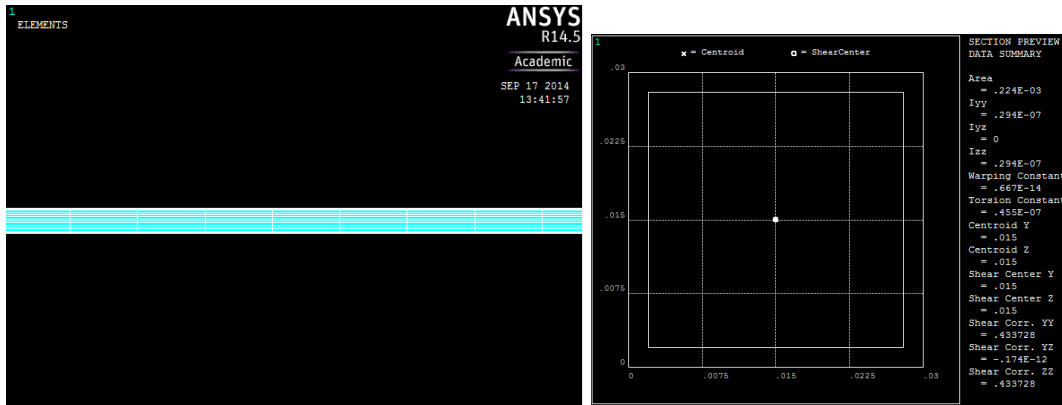 1
ELEMENTS
ANSYS
R14.5
Academic
SEP 17 2014
13:41:57
1
× = Centroid
o = ShearCenter
.03
.0225
.015
.0075
0
0
.0075
.015
.0225
.03
SECTION PREVIEW
DATA SUMMARY
Area
= .224E-03
Iyy
= .294E-07
Iyz
= 0
Izz
= .294E-07
Warping Constant
= .667E-14
Torsion Constant
= .455E-07
Centroid Y
= .015
Centroid Z
= .015
Shear Center Y
= .015
Shear Center Z
= .015
Shear Corr. YY
= .433728
Shear Corr. YZ
= -.174E-12
Shear Corr. ZZ
= .433728